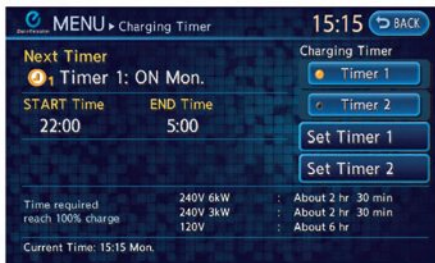 MENU ▸ Charging Timer 15:15 BACK
Next Timer
1 Timer 1: ON Mon.
START Time END Time
22:00 5:00
Charging Timer
Timer 1
Timer 2
Set Timer 1
Set Timer 2
Time required
reach 100% charge
240V 6kW : About 2 hr 30 min
240V 3kW : About 2 hr 30 min
120V : About 6 hr
Current Time: 15:15 Mon.